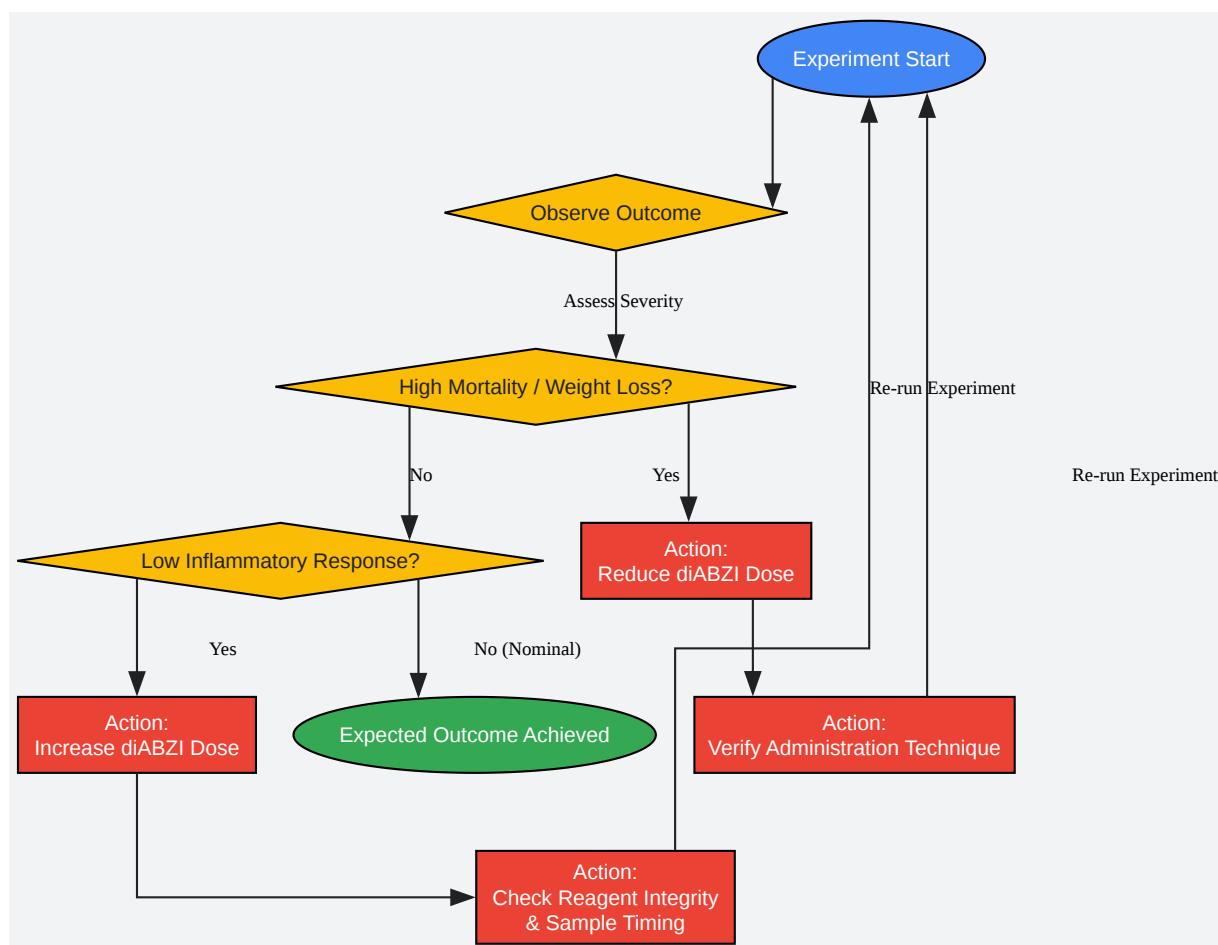 Experiment Start
Observe Outcome
Assess Severity
High Mortality / Weight Loss?
Re-run Experiment
No
Yes
Re-run Experiment
Low Inflammatory Response?
Action:
Reduce diABZI Dose
Yes
No (Nominal)
Action:
Increase diABZI Dose
Expected Outcome Achieved
Action:
Verify Administration Technique
Action:
Check Reagent Integrity
& Sample Timing